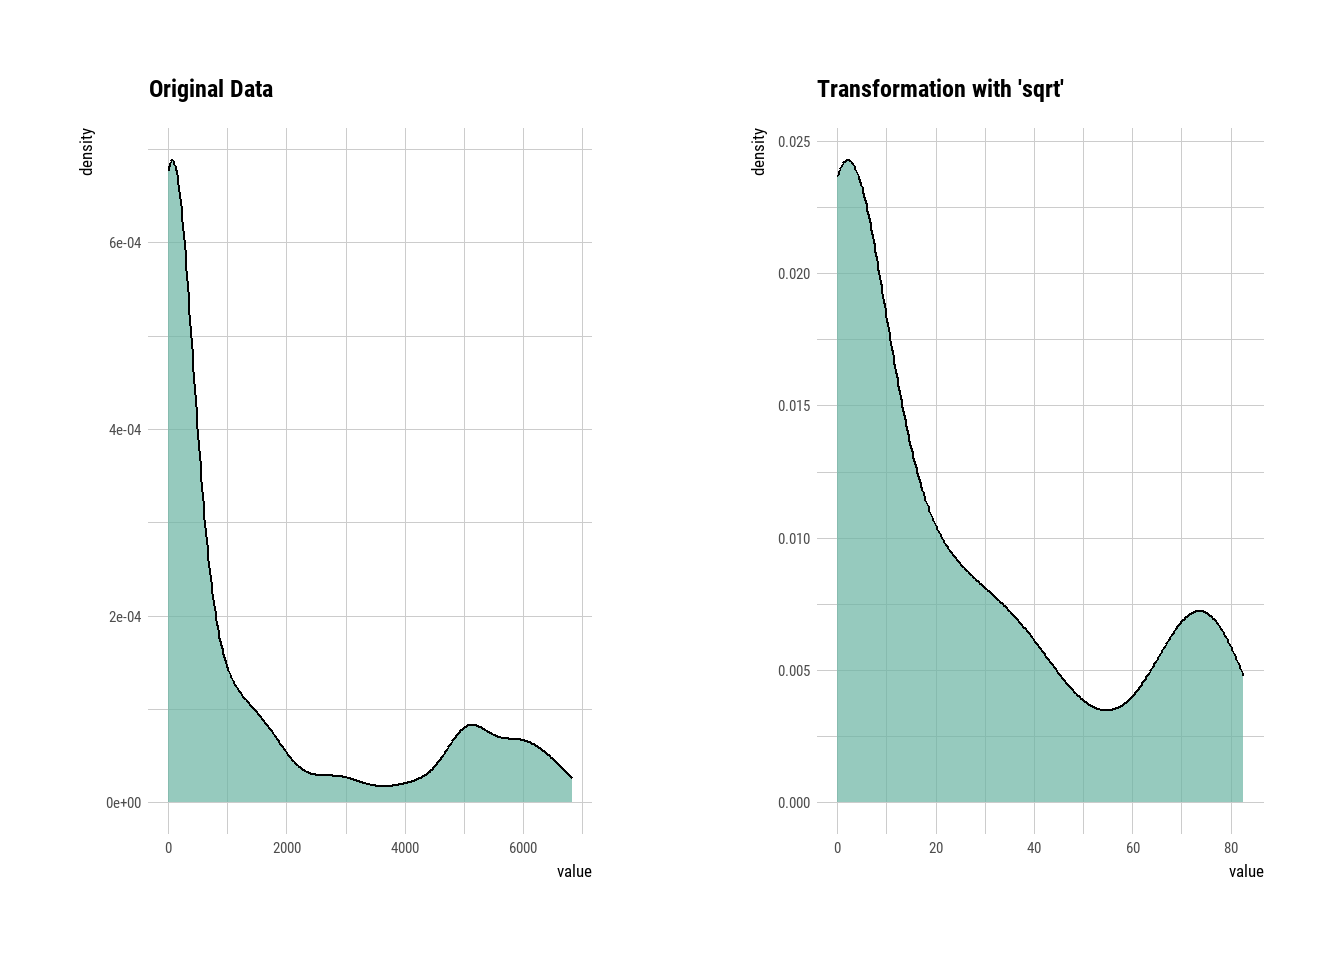 Original Data
density
6e-04
4e-04
2e-04
0e+00
0 2000 4000 6000
value
Transformation with 'sqrt'
density
0.025
0.020
0.015
0.010
0.005
0.000
0 20 40 60 80
value